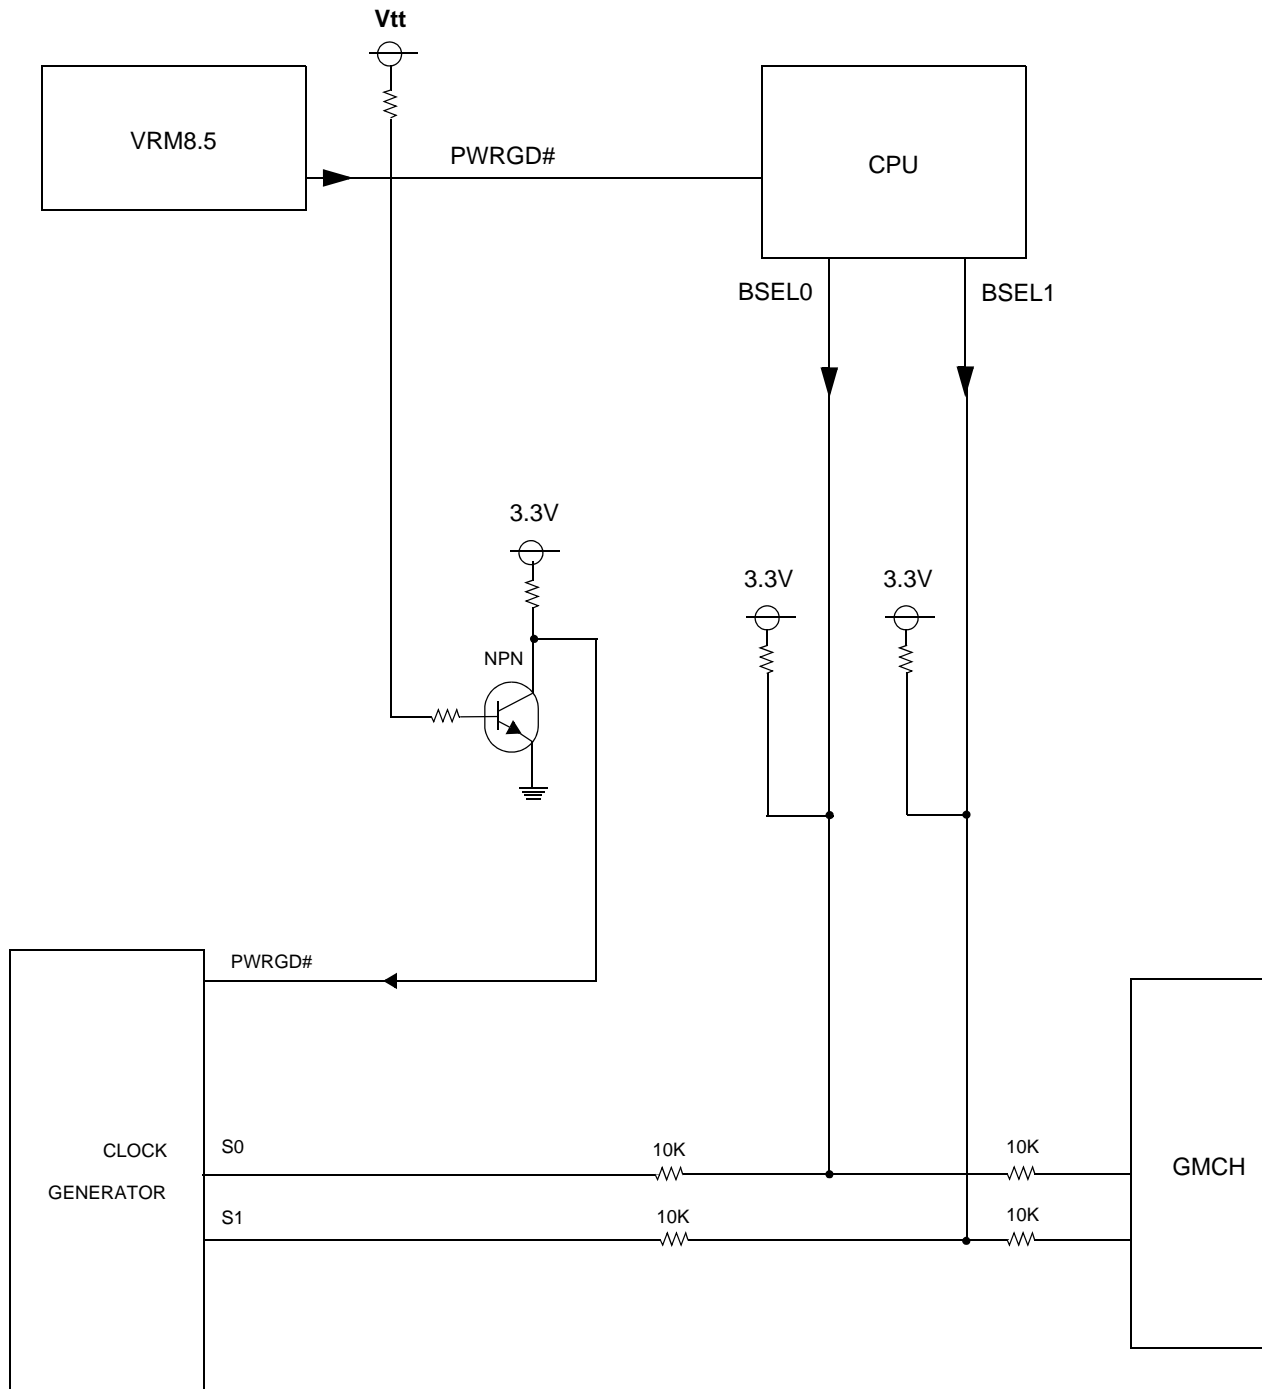 Vtt
VRM8.5
PWRGD#
CPU
BSEL0
BSEL1
3.3V
3.3V
3.3V
NPN
PWRGD#
CLOCK
GENERATOR
S0
10K
10K
GMCH
S1
10K
10K